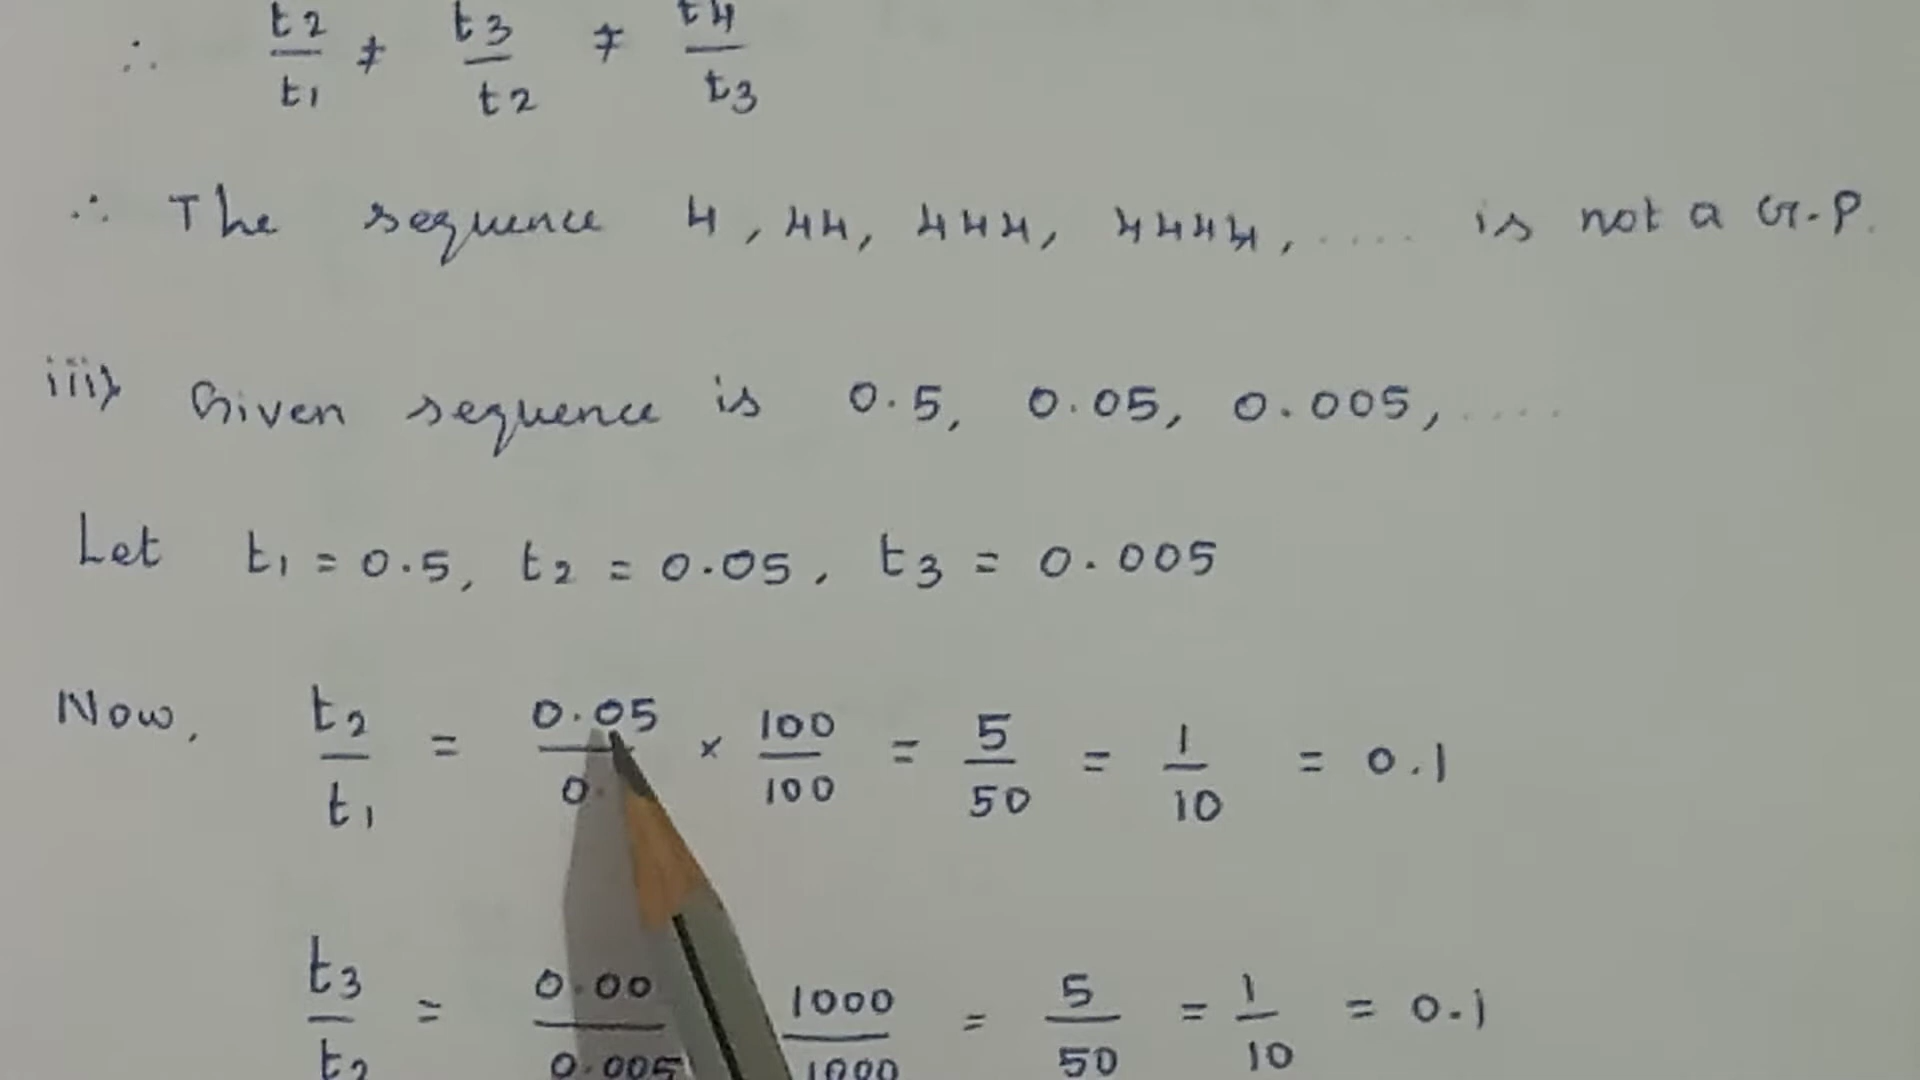 ∴ t2/t1 ≠ t3/t2 ≠ t4/t3
∴ The sequence 4, 44, 444, 4444, ..... is not a G.P.
iii) Given sequence is 0.5, 0.05, 0.005, ....
Let t1 = 0.5, t2 = 0.05, t3 = 0.005
Now, t2/t1 = 0.05/0. × 100/100 = 5/50 = 1/10 = 0.1
t3/t2 = 0.00/0.005 1000/1000 = 5/50 = 1/10 = 0.1